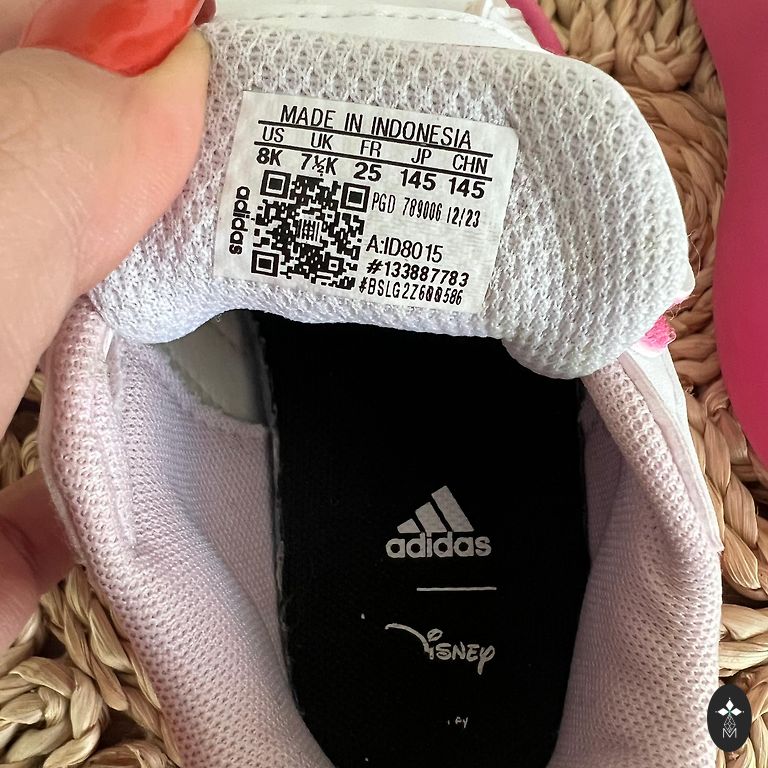 MADE IN INDONESIA
US UK FR JP CHN
8K 7½K 25 145 145
PGD 789006 12/23
adidas
A:ID8015
#133887783
#BSLG2Z600586
adidas
Disney